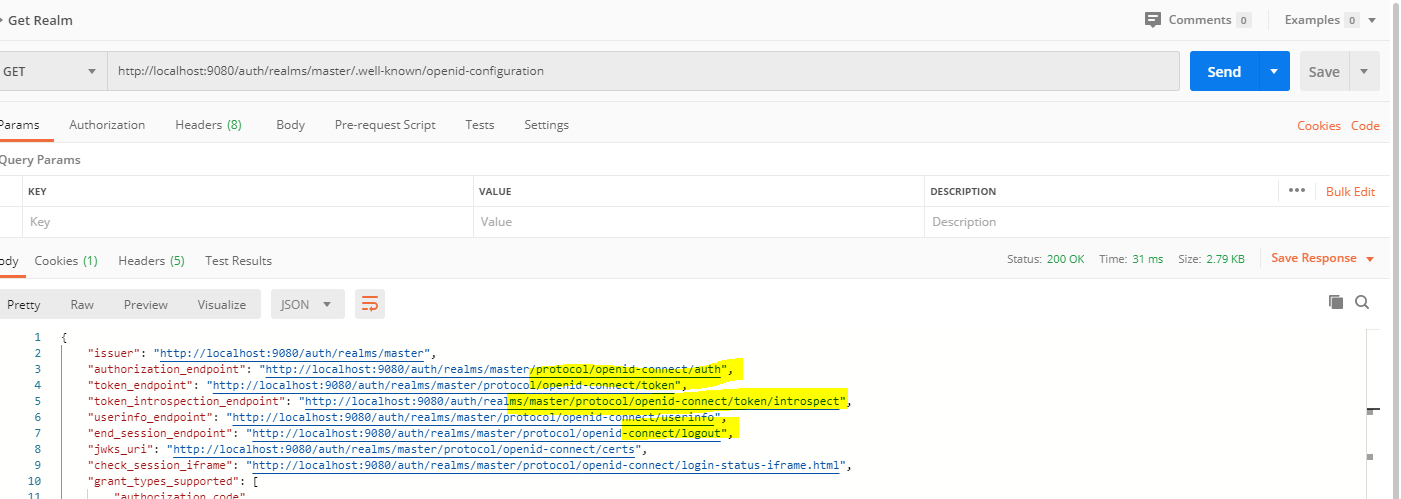 Get Realm
Comments 0 Examples 0
GET http://localhost:9080/auth/realms/master/.well-known/openid-configuration Send Save
Params Authorization Headers (8) Body Pre-request Script Tests Settings Cookies Code
Query Params
KEY VALUE DESCRIPTION ••• Bulk Edit
Key Value Description
ody Cookies (1) Headers (5) Test Results Status: 200 OK Time: 31 ms Size: 2.79 KB Save Response
Pretty Raw Preview Visualize JSON
1 {
2 "issuer": "http://localhost:9080/auth/realms/master",
3 "authorization_endpoint": "http://localhost:9080/auth/realms/master/protocol/openid-connect/auth",
4 "token_endpoint": "http://localhost:9080/auth/realms/master/protocol/openid-connect/token",
5 "token_introspection_endpoint": "http://localhost:9080/auth/realms/master/protocol/openid-connect/token/introspect",
6 "userinfo_endpoint": "http://localhost:9080/auth/realms/master/protocol/openid-connect/userinfo",
7 "end_session_endpoint": "http://localhost:9080/auth/realms/master/protocol/openid-connect/logout",
8 "jwks_uri": "http://localhost:9080/auth/realms/master/protocol/openid-connect/certs",
9 "check_session_iframe": "http://localhost:9080/auth/realms/master/protocol/openid-connect/login-status-iframe.html",
10 "grant_types_supported": [
11 "authorization_code"